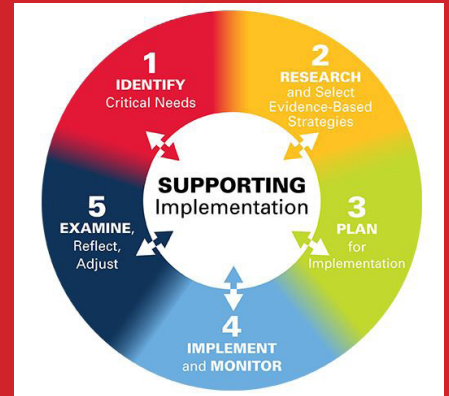 1
IDENTIFY
Critical Needs
2
RESEARCH
and Select
Evidence-Based
Strategies
3
PLAN
for
Implementation
4
IMPLEMENT
and MONITOR
5
EXAMINE,
Reflect,
Adjust
SUPPORTING
Implementation